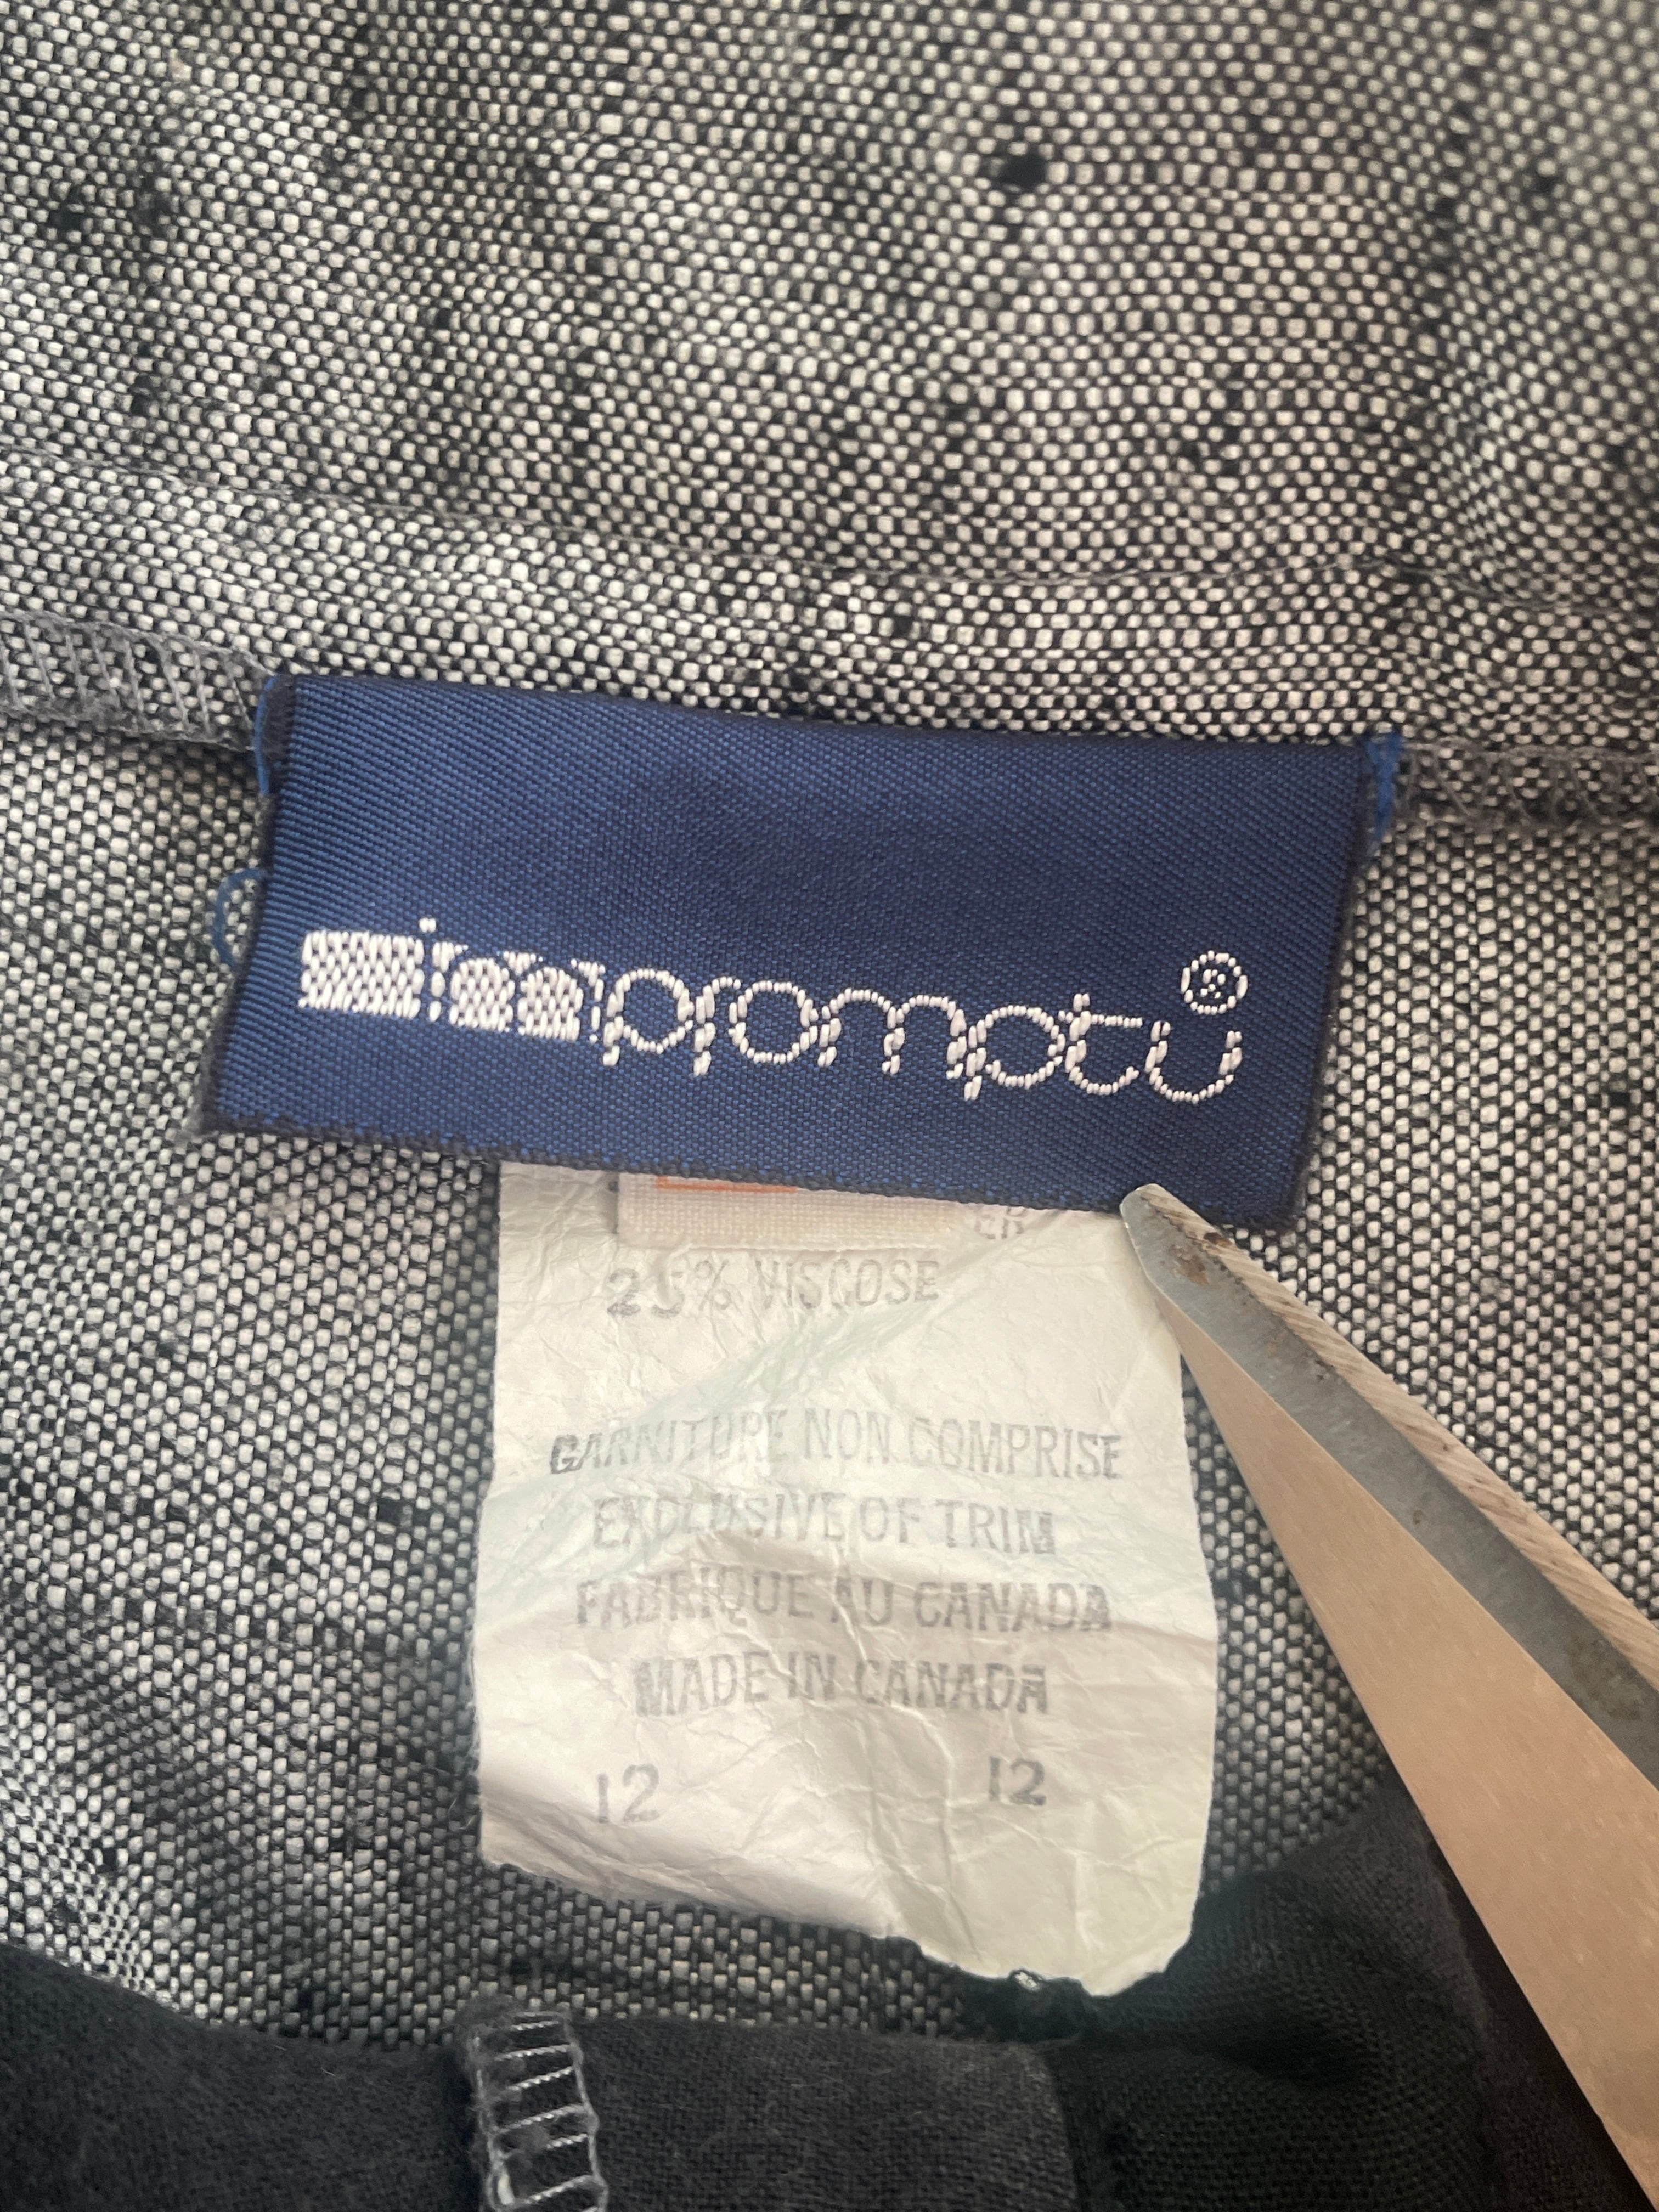 impromptu®
25% VISCOSE
GARNITURE NON COMPRISE
EXCLUSIVE OF TRIM
FABRIQUE AU CANADA
MADE IN CANADA
12 12